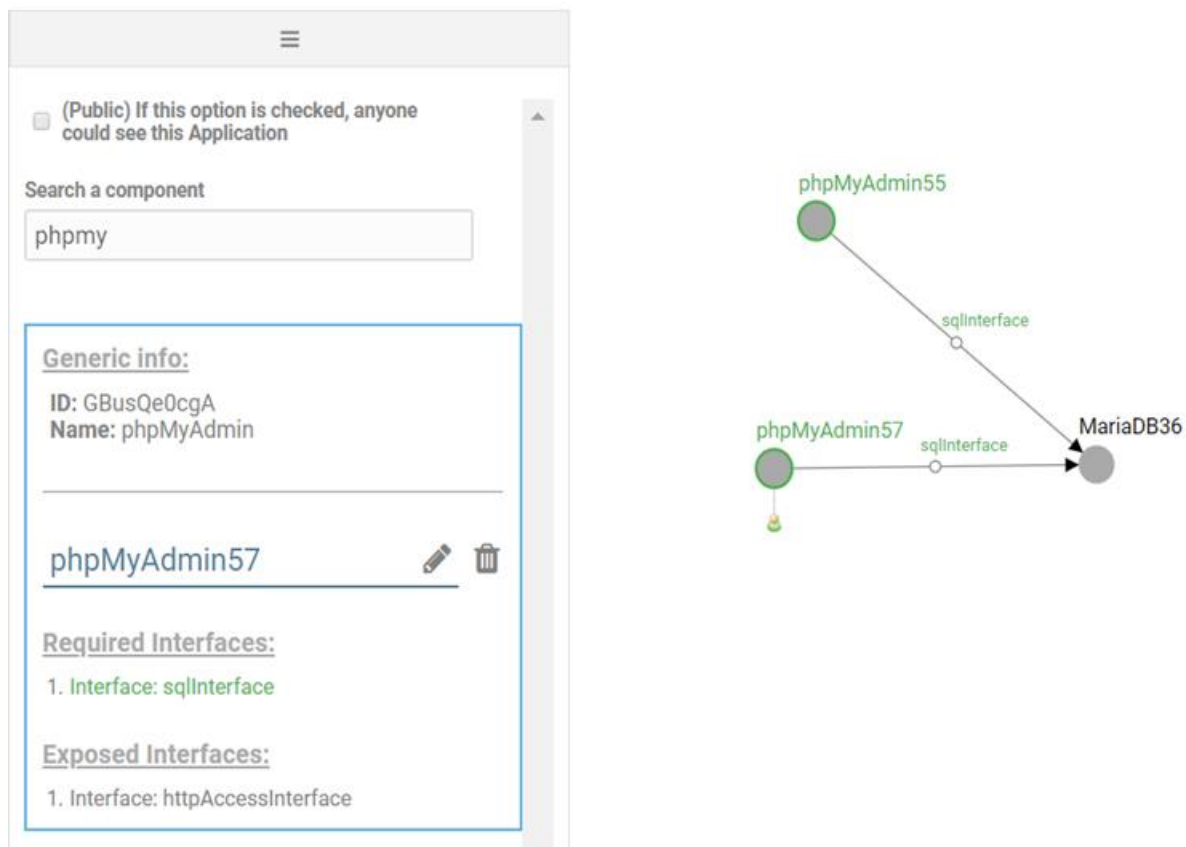 (Public) If this option is checked, anyone
could see this Application
Search a component
phpmy
Generic info:
ID: GBusQe0cgA
Name: phpMyAdmin
phpMyAdmin57
Required Interfaces:
1. Interface: sqlInterface
Exposed Interfaces:
1. Interface: httpAccessInterface
phpMyAdmin55
sqlInterface
phpMyAdmin57
sqlInterface
MariaDB36